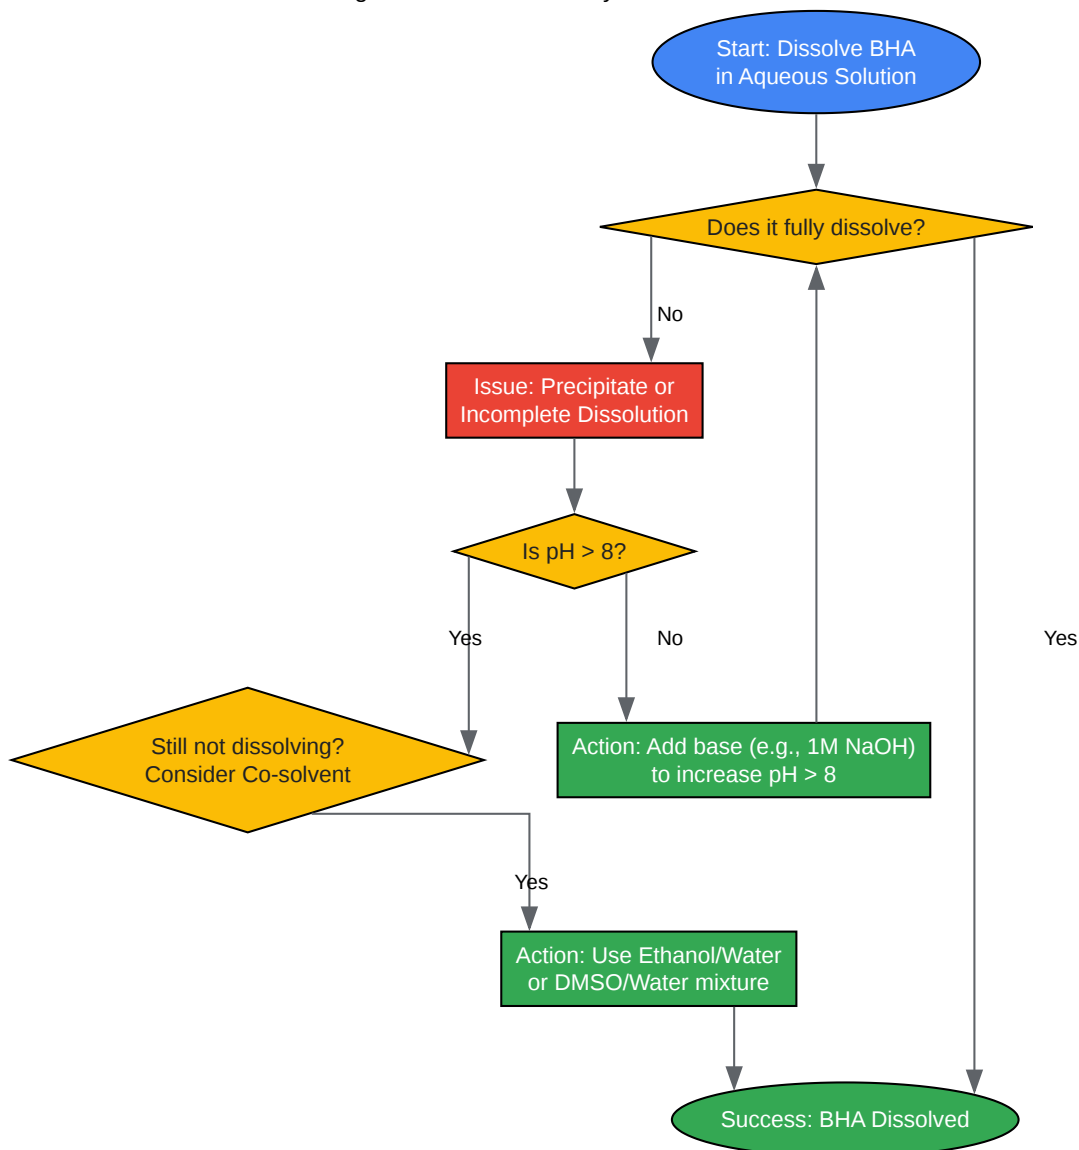 Start: Dissolve BHA
in Aqueous Solution
Does it fully dissolve?
No
Issue: Precipitate or
Incomplete Dissolution
Is pH > 8?
Yes
No
Yes
Still not dissolving?
Consider Co-solvent
Action: Add base (e.g., 1M NaOH)
to increase pH > 8
Yes
Action: Use Ethanol/Water
or DMSO/Water mixture
Success: BHA Dissolved